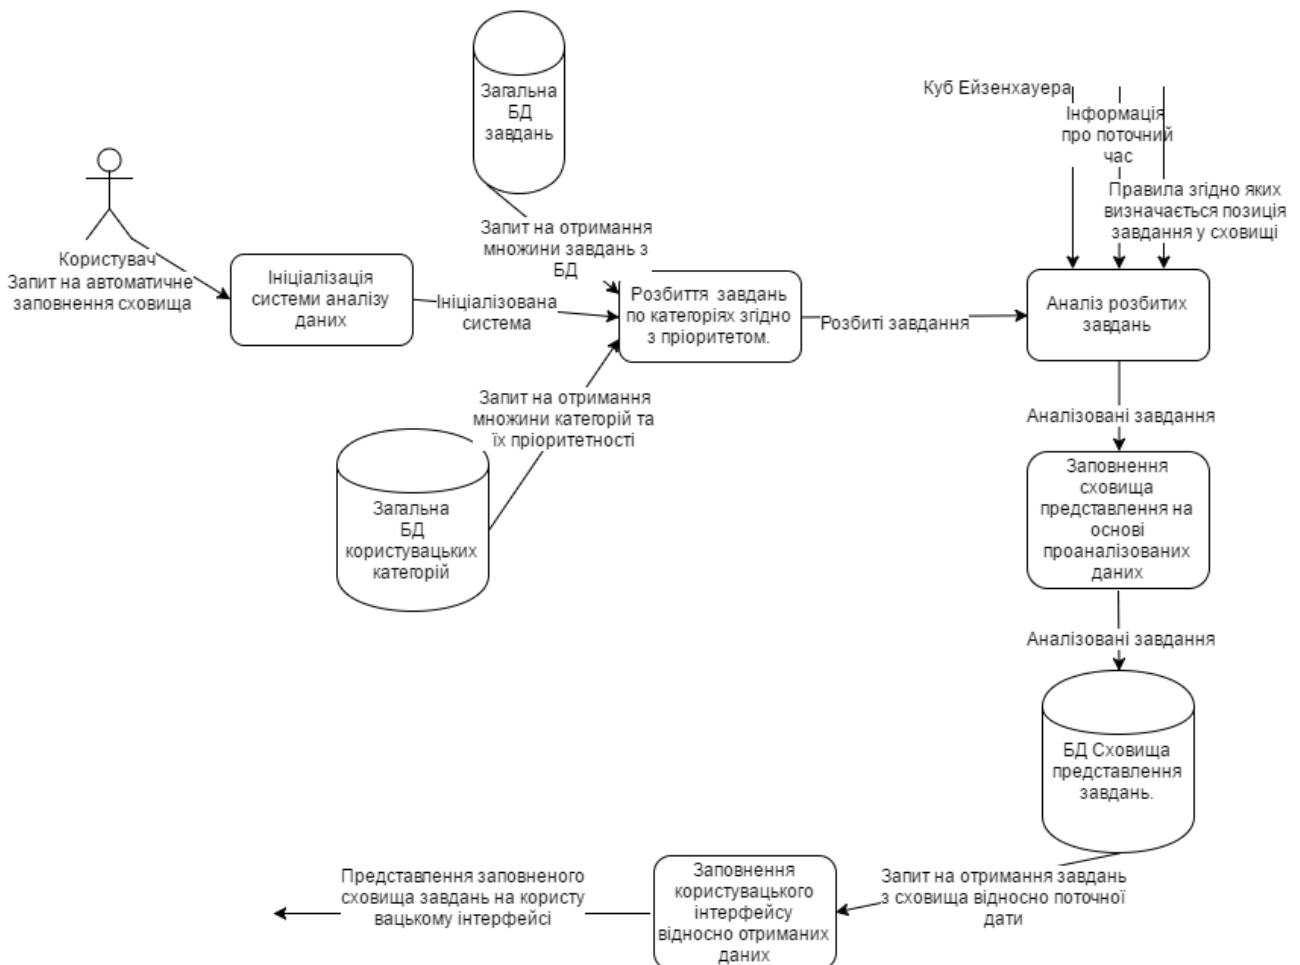 Загальна
БД
завдань
Куб Ейзенхауера
Інформація
про поточний
час
Правила згідно яких
визначається позиція
завдання у сховищі
Користувач
Запит на автоматичне
заповнення сховища
Запит на отримання
множини завдань з
БД
Ініціалізація
системи аналізу
даних
Ініціалізована
система
Розбиття завдань
по категоріях згідно
з пріоритетом.
Розбиті завдання
Аналіз розбитих
завдань
Запит на отримання
множини категорій та
їх пріоритетності
Аналізовані завдання
Загальна
БД
користувацьких
категорій
Заповнення
сховища
представлення на
основі
проаналізованих
даних
Аналізовані завдання
БД Сховища
представлення
завдань.
Представлення заповненого
сховища завдань на користу
вацькому інтерфейсі
Заповнення
користувацького
інтерфейсу
відносно отриманих
даних
Запит на отримання завдань
з сховища відносно поточної
дати